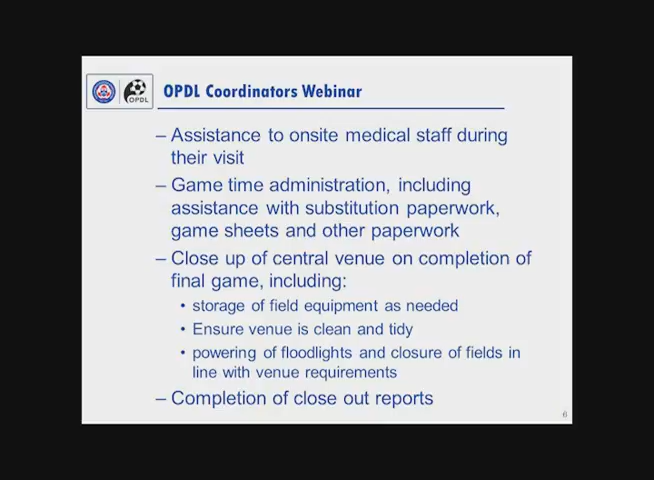 OPDL Coordinators Webinar
OPDL
– Assistance to onsite medical staff during
their visit
– Game time administration, including
assistance with substitution paperwork,
game sheets and other paperwork
– Close up of central venue on completion of
final game, including:
• storage of field equipment as needed
• Ensure venue is clean and tidy
• powering of floodlights and closure of fields in
line with venue requirements
– Completion of close out reports
6